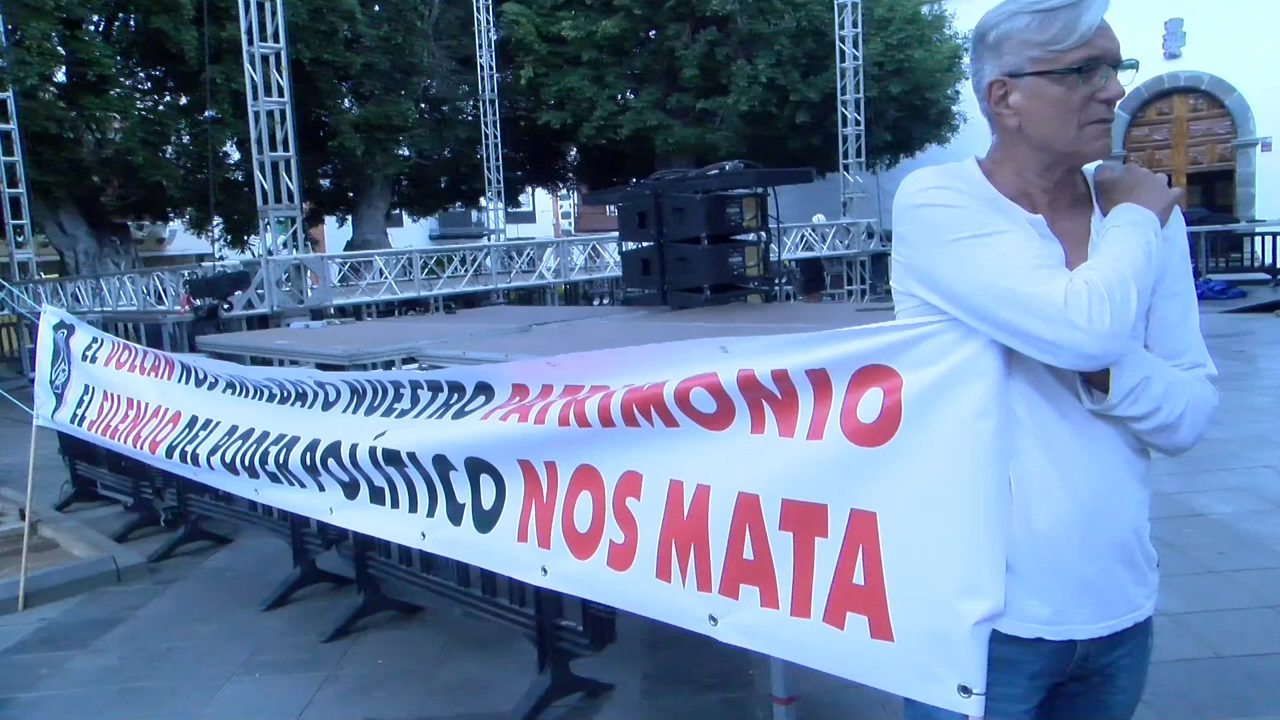 EL VOLCAN NOS ARREBATO NUESTRO PATRIMONIO
EL SILENCIO DEL PODER POLÍTICO NOS MATA